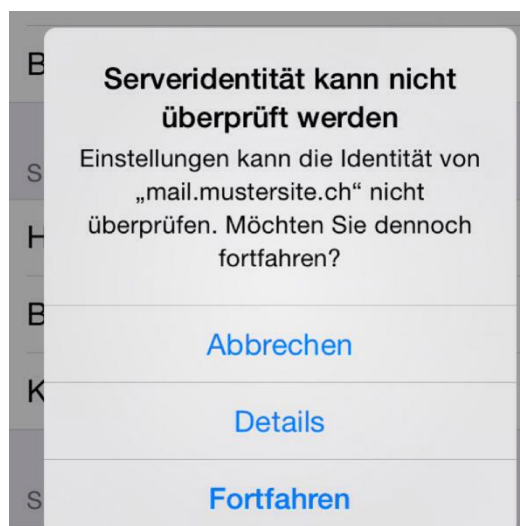 B
Serveridentität kann nicht
überprüft werden
Einstellungen kann die Identität von
„mail.mustersite.ch“ nicht
überprüfen. Möchten Sie dennoch
fortfahren?
S
H
B
Abbrechen
K
Details
S
Fortfahren